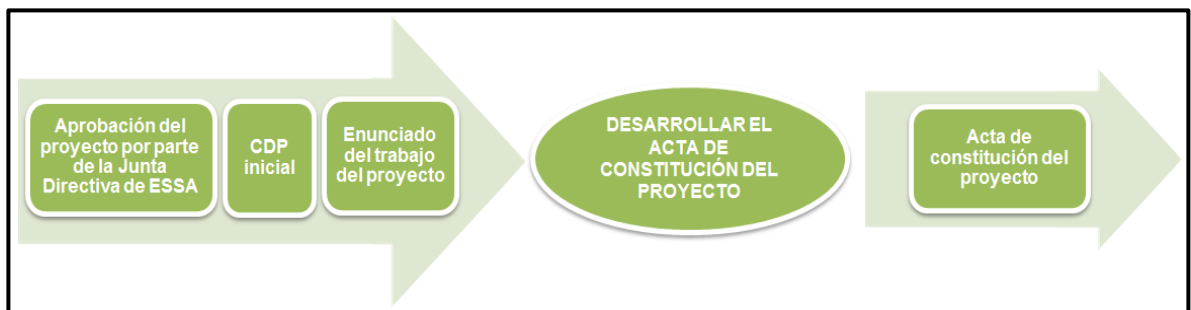 Aprobación del
proyecto por parte
de la Junta
Directiva de ESSA
CDP
inicial
Enunciado
del trabajo
del proyecto
DESARROLLAR EL
ACTA DE
CONSTITUCIÓN DEL
PROYECTO
Acta de
constitución del
proyecto